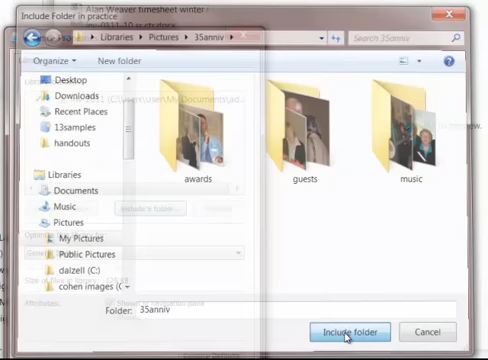 Alan Weaver timesheet winter
Include Folder in practice
Libraries Pictures 35anniv
Search 35anniv
Organize New folder
Desktop
Downloads
Recent Places
13samples
handouts
Libraries
Documents
Music
Pictures
My Pictures
Public Pictures
dalzell (C:)
cohen images (C
awards
guests
music
Folder: 35anniv
Include folder Cancel